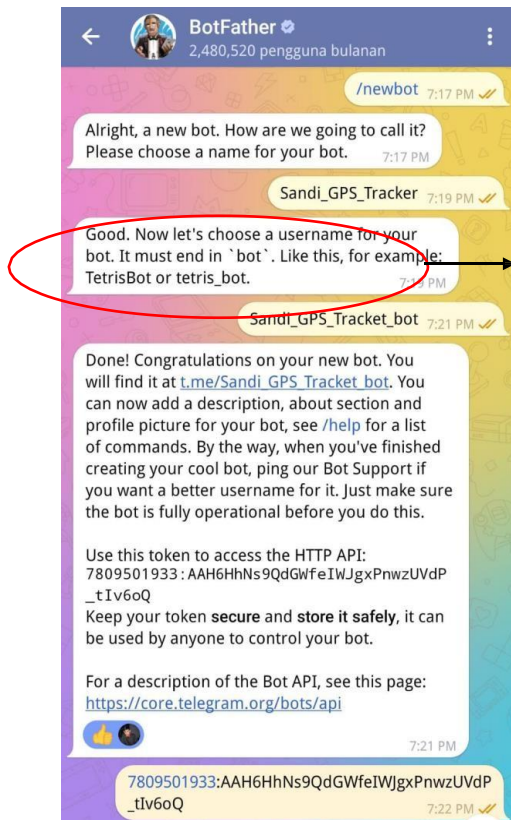 BotFather
2,480,520 pengguna bulanan
/newbot 7:17 PM
Alright, a new bot. How are we going to call it?
Please choose a name for your bot. 7:17 PM
Sandi_GPS_Tracker 7:19 PM
Good. Now let's choose a username for your
bot. It must end in `bot`. Like this, for example:
TetrisBot or tetris_bot. 7:19 PM
Sandi_GPS_Tracket_bot 7:21 PM
Done! Congratulations on your new bot. You
will find it at t.me/Sandi_GPS_Tracket_bot. You
can now add a description, about section and
profile picture for your bot, see /help for a list
of commands. By the way, when you've finished
creating your cool bot, ping our Bot Support if
you want a better username for it. Just make sure
the bot is fully operational before you do this.
Use this token to access the HTTP API:
7809501933:AAH6HhNs9QdGWfeIWJgxPnwzUVdP
_tIv6oQ
Keep your token secure and store it safely, it can
be used by anyone to control your bot.
For a description of the Bot API, see this page:
https://core.telegram.org/bots/api
7:21 PM
7809501933:AAH6HhNs9QdGWfeIWJgxPnwzUVdP
_tIv6oQ 7:22 PM